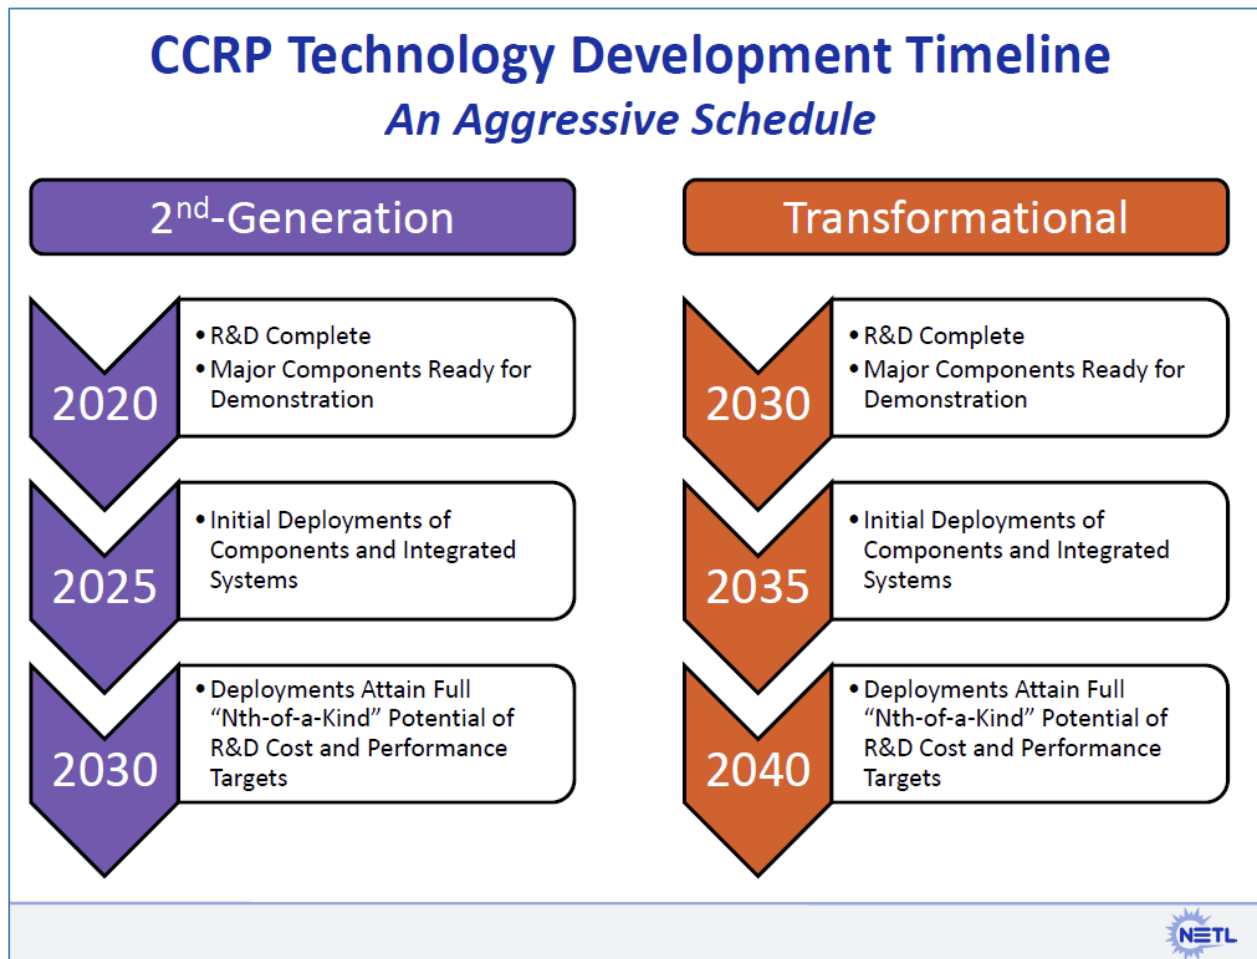 CCRP Technology Development Timeline
An Aggressive Schedule
2nd-Generation
2020
• R&D Complete
• Major Components Ready for
Demonstration
2025
• Initial Deployments of
Components and Integrated
Systems
2030
• Deployments Attain Full
“Nth-of-a-Kind” Potential of
R&D Cost and Performance
Targets
Transformational
2030
• R&D Complete
• Major Components Ready for
Demonstration
2035
• Initial Deployments of
Components and Integrated
Systems
2040
• Deployments Attain Full
“Nth-of-a-Kind” Potential of
R&D Cost and Performance
Targets
NETL